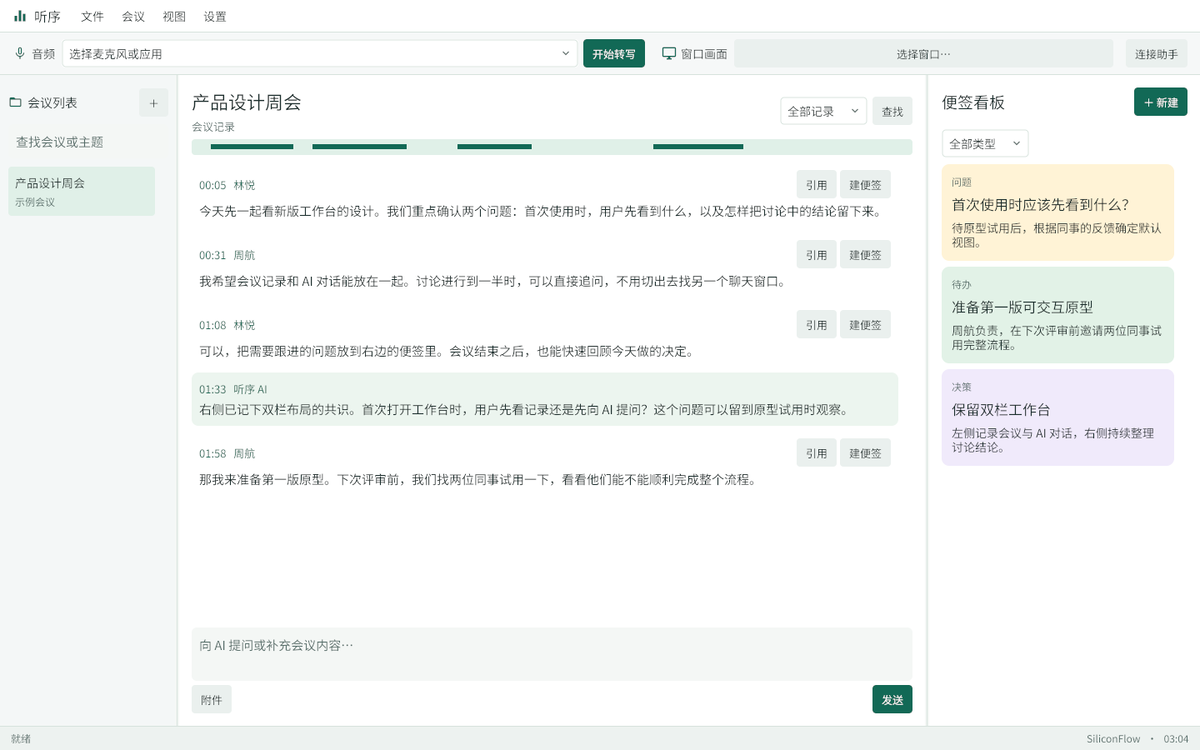 听序 文件 会议 视图 设置
音频 选择麦克风或应用 开始转写 窗口画面 选择窗口… 连接助手
会议列表 +
查找会议或主题
产品设计周会
示例会议
产品设计周会
会议记录
全部记录 查找
00:05 林悦 引用 建便签
今天先一起看新版工作台的设计。我们重点确认两个问题：首次使用时，用户先看到什么，以及怎样把讨论中的结论留下来。
00:31 周航 引用 建便签
我希望会议记录和 AI 对话能放在一起。讨论进行到一半时，可以直接追问，不用切出去找另一个聊天窗口。
01:08 林悦 引用 建便签
可以，把需要跟进的问题放到右边的便签里。会议结束之后，也能快速回顾今天做的决定。
01:33 听序 AI
右侧已记下双栏布局的共识。首次打开工作台时，用户先看记录还是先向 AI 提问？这个问题可以留到原型试用时观察。
01:58 周航 引用 建便签
那我来准备第一版原型。下次评审前，我们找两位同事试用一下，看看他们能不能顺利完成整个流程。
向 AI 提问或补充会议内容…
附件 发送
便签看板 + 新建
全部类型
问题
首次使用时应该先看到什么？
待原型试用后，根据同事的反馈确定默认
视图。
待办
准备第一版可交互原型
周航负责，在下次评审前邀请两位同事试
用完整流程。
决策
保留双栏工作台
左侧记录会议与 AI 对话，右侧持续整理
讨论结论。
就绪 SiliconFlow · 03:04